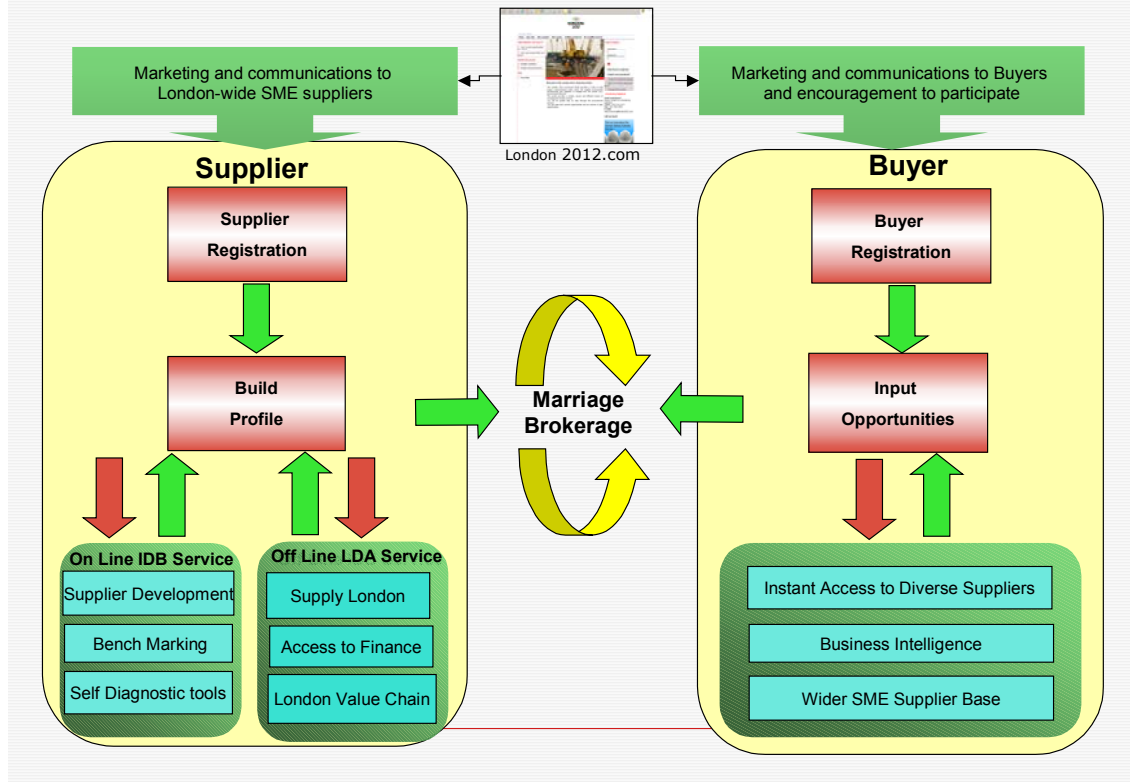 Marketing and communications to
London-wide SME suppliers
Marketing and communications to Buyers
and encouragement to participate
London 2012.com
Supplier
Supplier
Registration
Build
Profile
On Line IDB Service
Supplier Development
Bench Marking
Self Diagnostic tools
Off Line LDA Service
Supply London
Access to Finance
London Value Chain
Marriage
Brokerage
Buyer
Buyer
Registration
Input
Opportunities
Instant Access to Diverse Suppliers
Business Intelligence
Wider SME Supplier Base